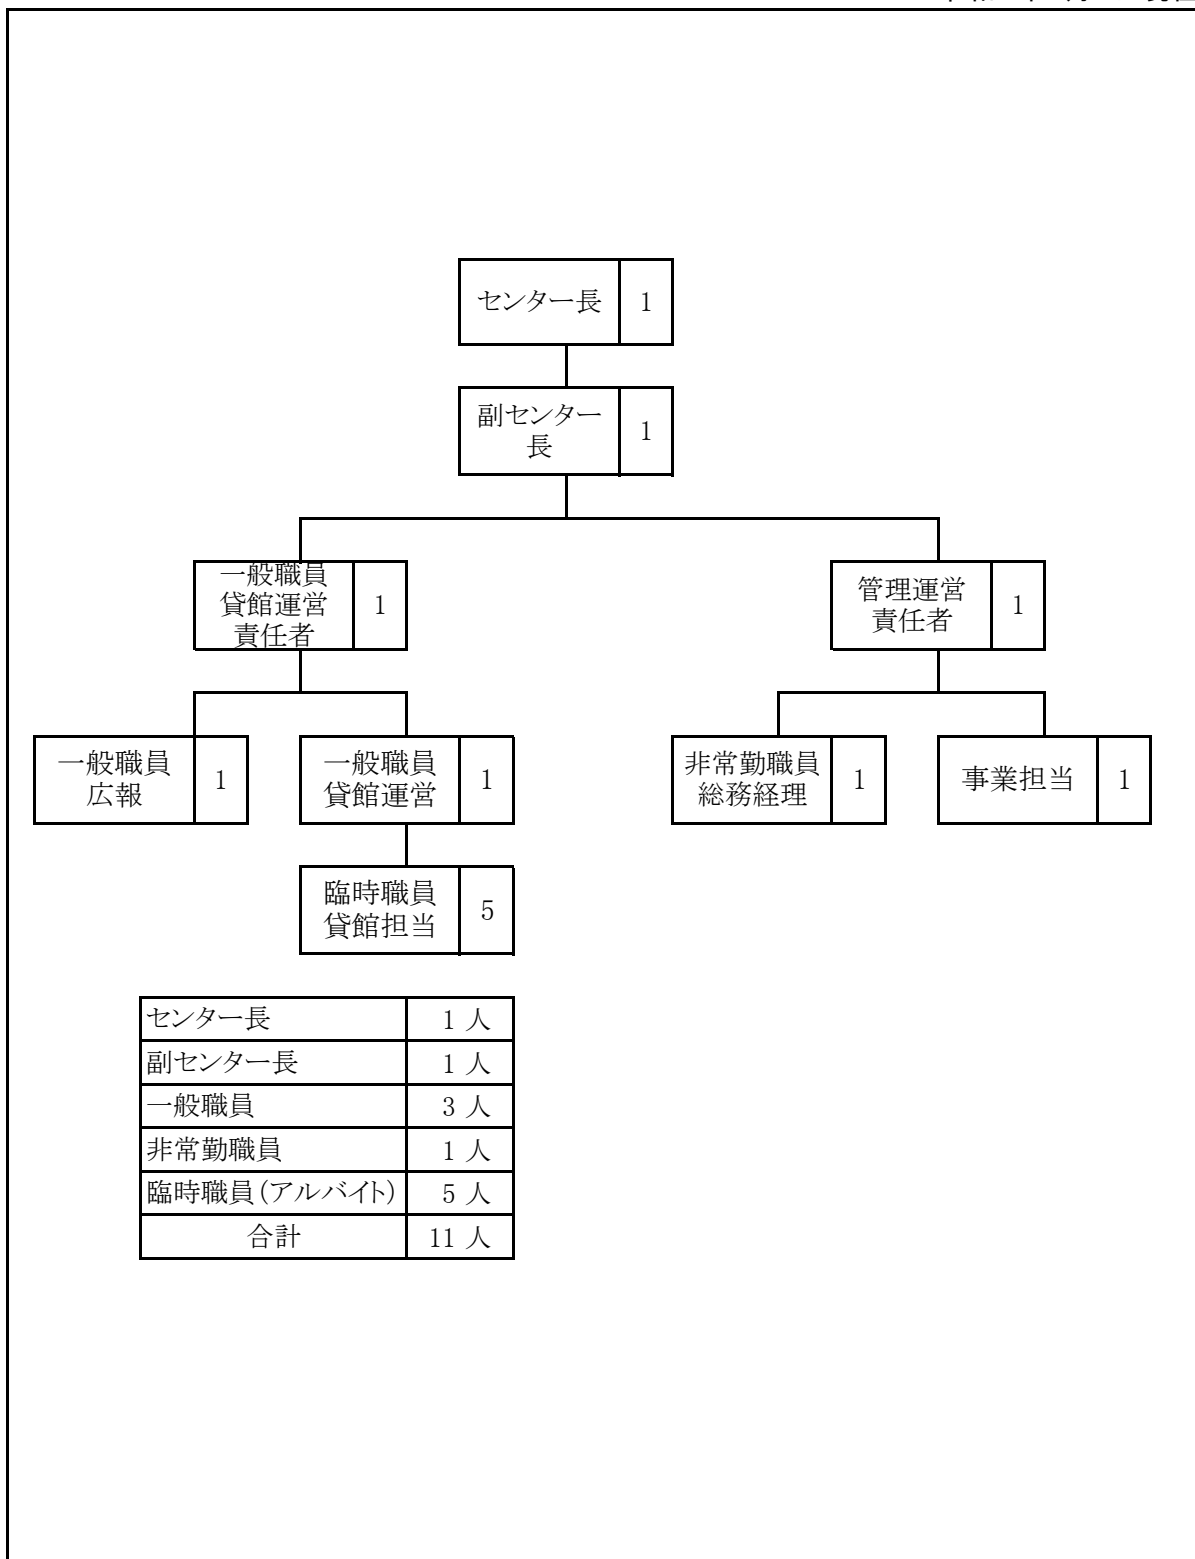 センター長 1
副センター
長
1
一般職員
貸館運営
責任者
1
管理運営
責任者
1
一般職員
広報
1
一般職員
貸館運営
1
非常勤職員
総務経理
1
事業担当 1
臨時職員
貸館担当
5
センター長 1 人
副センター長 1 人
一般職員 3 人
非常勤職員 1 人
臨時職員(アルバイト) 5 人
合計 11 人